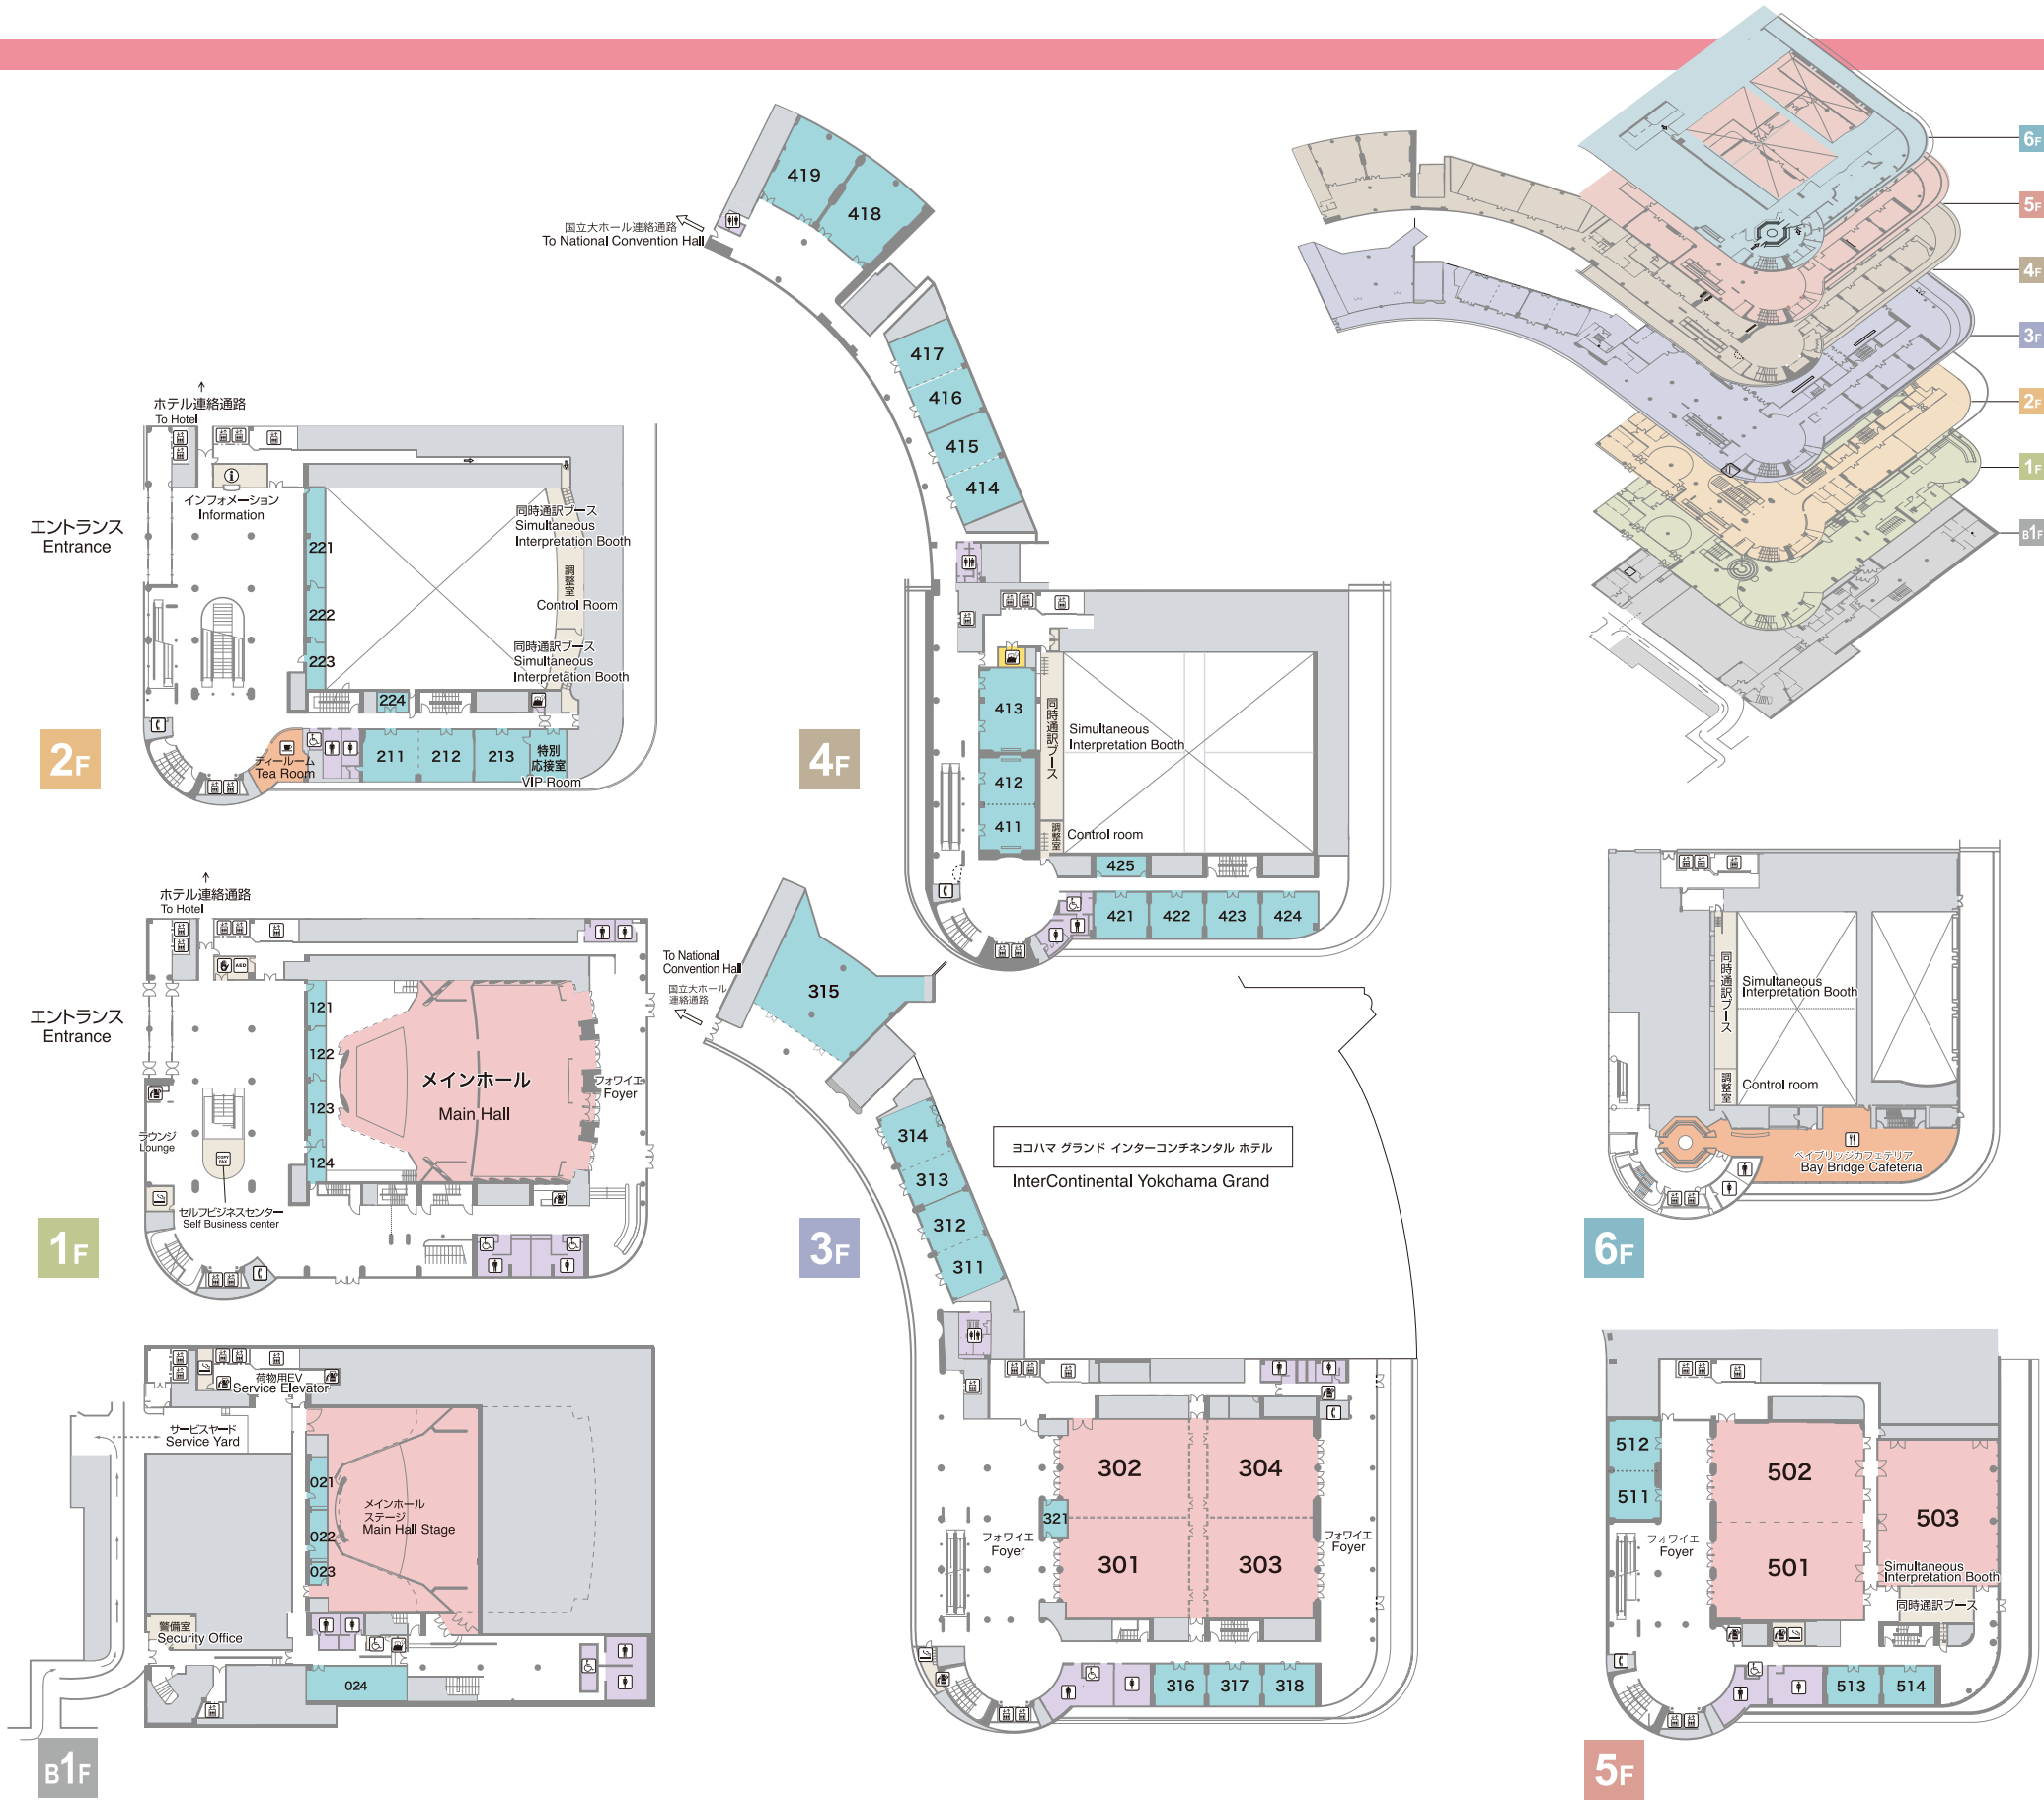 6F
5F
4F
3F
2F
1F
B1F
ホテル連絡通路
To Hotel
インフォメーション
Information
エントランス
Entrance
221
222
223
224
同時通訳ブース
Simultaneous
Interpretation Booth
調整室
Control Room
同時通訳ブース
Simultaneous
Interpretation Booth
ティールーム
Tea Room
211
212
213
特別
応接室
VIP Room
2F
ホテル連絡通路
To Hotel
AED
エントランス
Entrance
121
122
123
124
メインホール
Main Hall
フォワイエ
Foyer
ラウンジ
Lounge
COPY
FAX
セルフビジネスセンター
Self Business center
1F
荷物用EV
Service Elevator
サービスヤード
Service Yard
021
022
023
メインホール
ステージ
Main Hall Stage
警備室
Security Office
024
B1F
419
418
国立大ホール連絡通路
To National Convention Hall
417
416
415
414
413
412
411
同時通訳ブース
Simultaneous
Interpretation Booth
調整室
Control room
425
421
422
423
424
4F
To National
Convention Hall
国立大ホール
連絡通路
315
314
313
312
311
ヨコハマ グランド インターコンチネンタル ホテル
InterContinental Yokohama Grand
302
304
321
301
303
フォワイエ
Foyer
フォワイエ
Foyer
316
317
318
3F
同時通訳ブース
Simultaneous
Interpretation Booth
調整室
Control room
ベイブリッジカフェテリア
Bay Bridge Cafeteria
6F
512
511
502
501
503
フォワイエ
Foyer
Simultaneous
Interpretation Booth
同時通訳ブース
513
514
5F